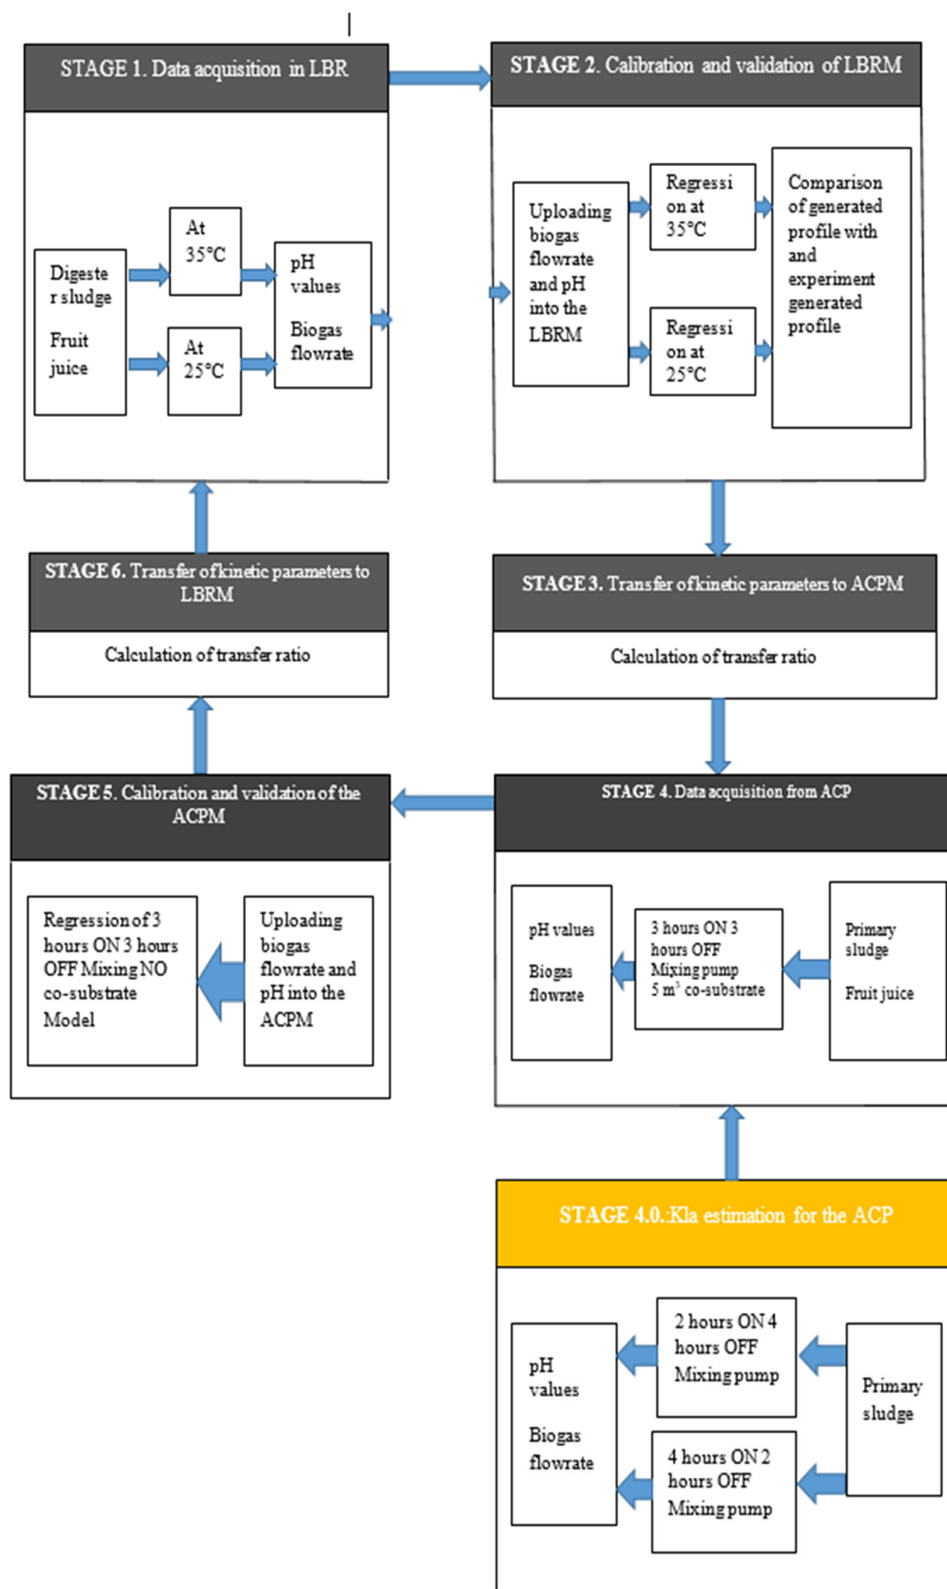 STAGE 1. Data acquisition in LBR
Digeste
r sludge
Fruit
juice
At
35°C
At
25°C
pH
values
Biogas
flowrate
STAGE 2. Calibration and validation of LBRM
Uploading
biogas
flowrate
and pH
into the
LBRM
Regressi
on at
35°C
Regressi
on at
25°C
Comparison
of generated
profile with
and
experiment
generated
profile
STAGE 6. Transfer of kinetic parameters to
LBRM
Calculation of transfer ratio
STAGE 3. Transfer of kinetic parameters to ACPM
Calculation of transfer ratio
STAGE 5. Calibration and validation of the
ACPM
Regression of 3
hours ON 3 hours
OFF Mixing NO
co-substrate
Model
Uploading
biogas
flowrate and
pH into the
ACPM
STAGE 4. Data acquisition from ACP
pH values
Biogas
flowrate
3 hours ON 3
hours OFF
Mixing pump
5 m³ co-substrate
Primary
sludge
Fruit juice
STAGE 4.0.:Kla estimation for the ACP
pH
values
Biogas
flowrate
2 hours ON 4
hours OFF
Mixing pump
4 hours ON 2
hours OFF
Mixing pump
Primary
sludge